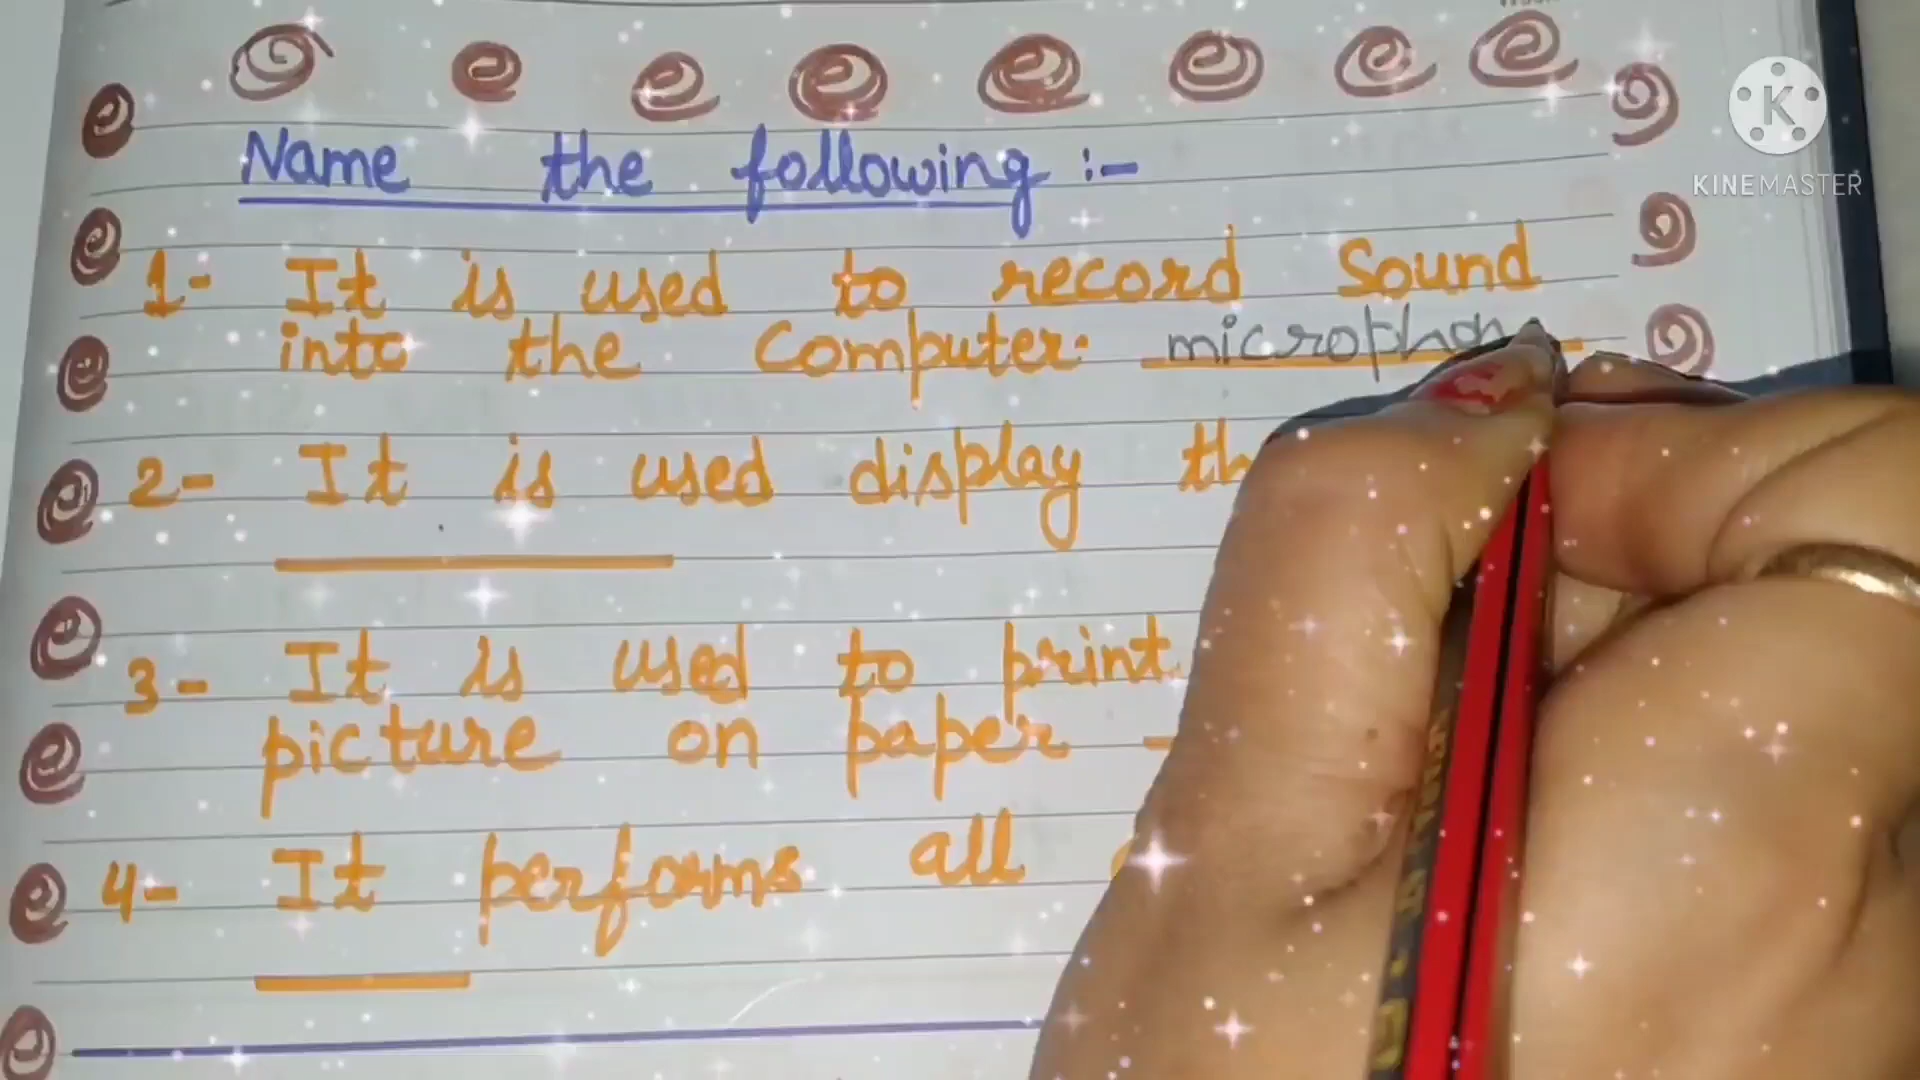 Name the following :-
1- It is used to record Sound
into the Computer. microphon
2- It is used display th
3- It is used to print
picture on paper -
4- It performs all
K
KINEMASTER